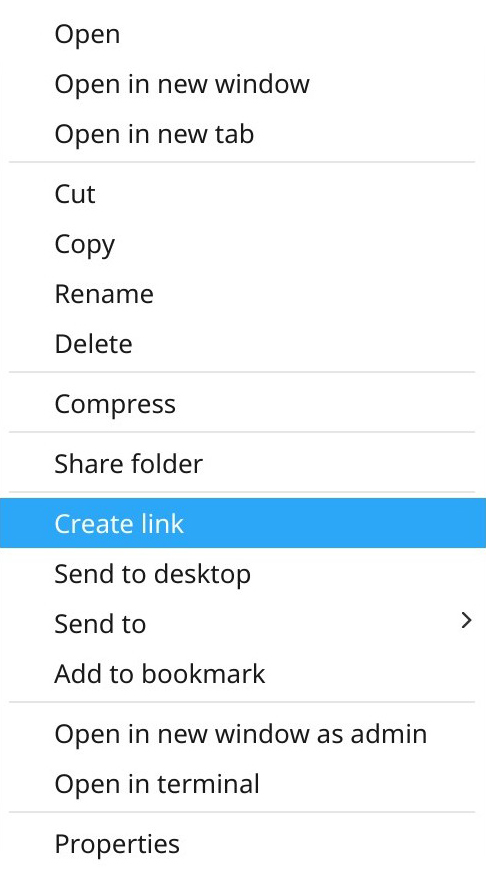 Open
Open in new window
Open in new tab
Cut
Copy
Rename
Delete
Compress
Share folder
Create link
Send to desktop
Send to
Add to bookmark
Open in new window as admin
Open in terminal
Properties